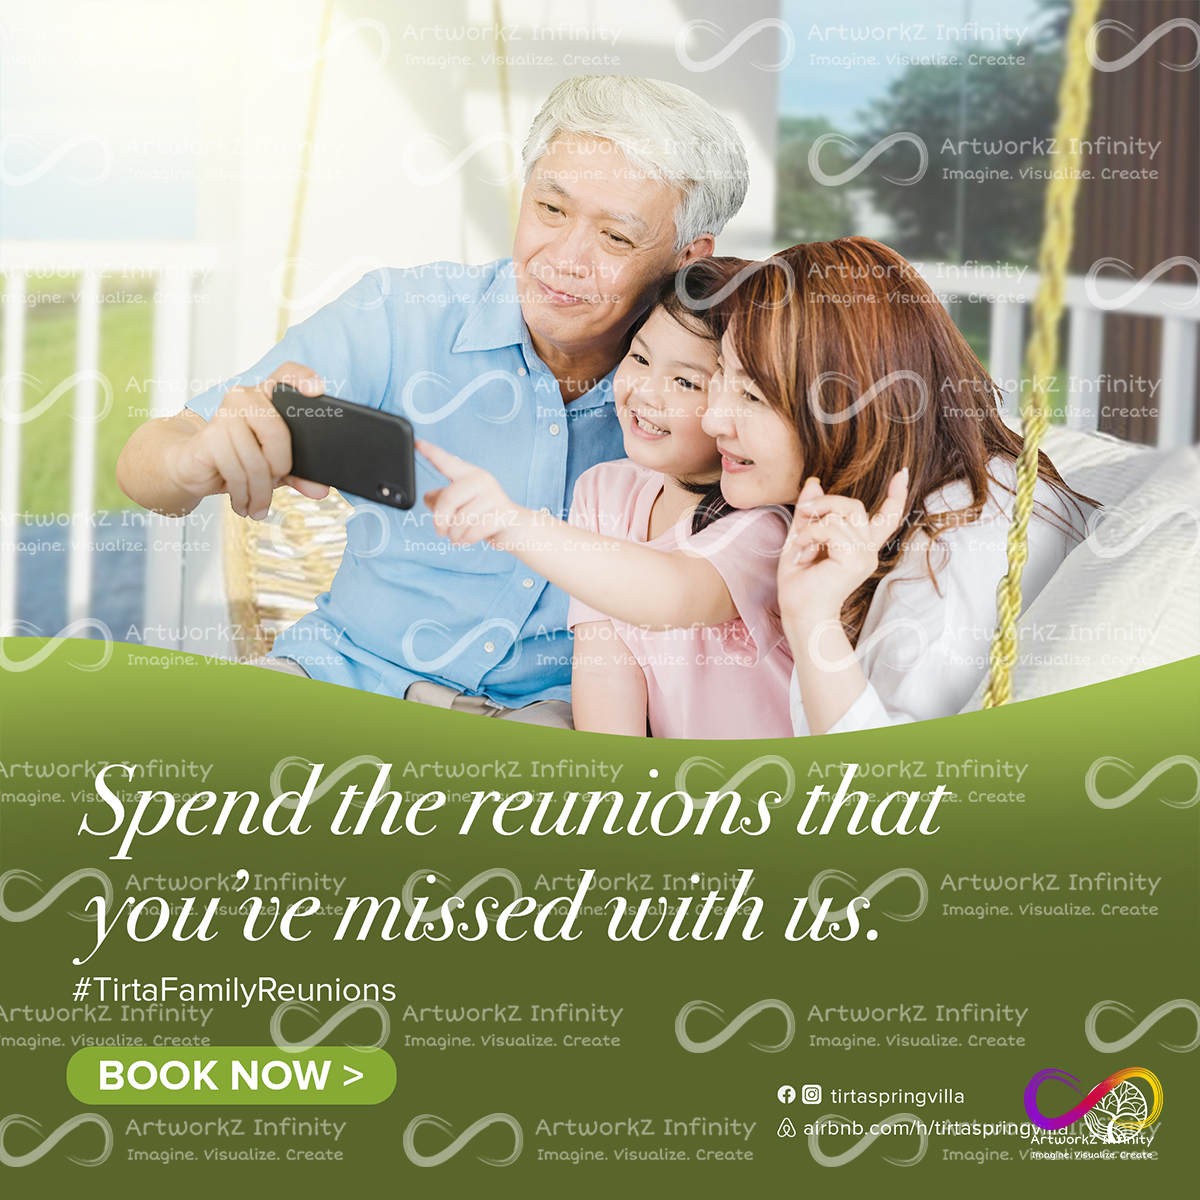 Spend the reunions that
you've missed with us.
#TirtaFamilyReunions
BOOK NOW >
tirtaspringvilla
airbnb.com/h/tirtaspringvilla
ArtworkZ Infinity
Imagine. Visualize. Create